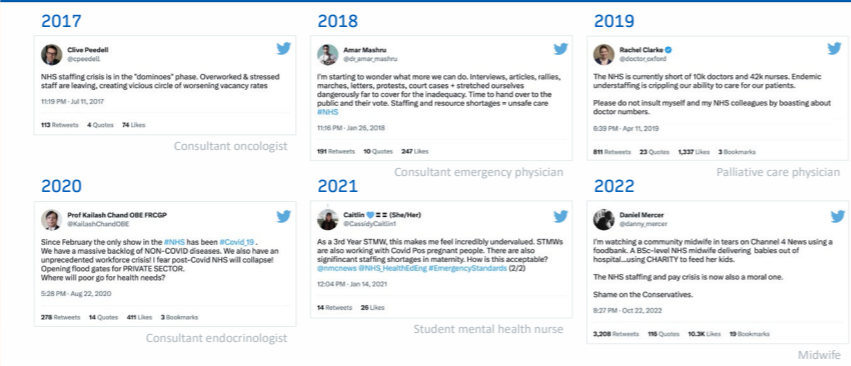 2017
Clive Peedell
@cpeedell
NHS staffing crisis is in the "dominoes" phase. Overworked & stressed
staff are leaving, creating vicious circle of worsening vacancy rates
11:19 PM · Jul 11, 2017
113 Retweets 4 Quotes 74 Likes
Consultant oncologist
2018
Amar Mashru
@dr_amar_mashru
I'm starting to wonder what more we can do. Interviews, articles, rallies,
marches, letters, protests, court cases + stretched ourselves
dangerously far to cover for the inadequacy. Time to hand over to the
public and their vote. Staffing and resource shortages = unsafe care
#NHS
11:16 PM · Jan 26, 2018
191 Retweets 10 Quotes 247 Likes
Consultant emergency physician
2019
Rachel Clarke
@doctor_oxford
The NHS is currently short of 10k doctors and 42k nurses. Endemic
understaffing is crippling our ability to care for our patients.
Please do not insult myself and my NHS colleagues by boasting about
doctor numbers.
6:39 PM · Apr 11, 2019
811 Retweets 23 Quotes 1,337 Likes 3 Bookmarks
Palliative care physician
2020
Prof Kailash Chand OBE FRCGP
@KailashChandOBE
Since February the only show in the #NHS has been #Covid_19 .
We have a massive backlog of NON-COVID diseases. We also have an
unprecedented workforce crisis! I fear post-Covid NHS will collapse!
Opening flood gates for PRIVATE SECTOR.
Where will poor go for health needs?
5:28 PM · Aug 22, 2020
278 Retweets 14 Quotes 411 Likes 3 Bookmarks
Consultant endocrinologist
2021
Caitlin (She/Her)
@CassidyCaitlin1
As a 3rd Year STMW, this makes me feel incredibly undervalued. STMWs
are also working with Covid Pos pregnant people. There are also
signifincant staffing shortages in maternity. How is this acceptable?
@nmcnews @NHS_HealthEdEng #EmergencyStandards (2/2)
12:04 PM · Jan 14, 2021
14 Retweets 26 Likes
Student mental health nurse
2022
Daniel Mercer
@danny_mercer
I'm watching a community midwife in tears on Channel 4 News using a
foodbank. A BSc-level NHS midwife delivering babies out of
hospital...using CHARITY to feed her kids.
The NHS staffing and pay crisis is now also a moral one.
Shame on the Conservatives.
8:27 PM · Oct 22, 2022
3,208 Retweets 116 Quotes 10.3K Likes 19 Bookmarks
Midwife